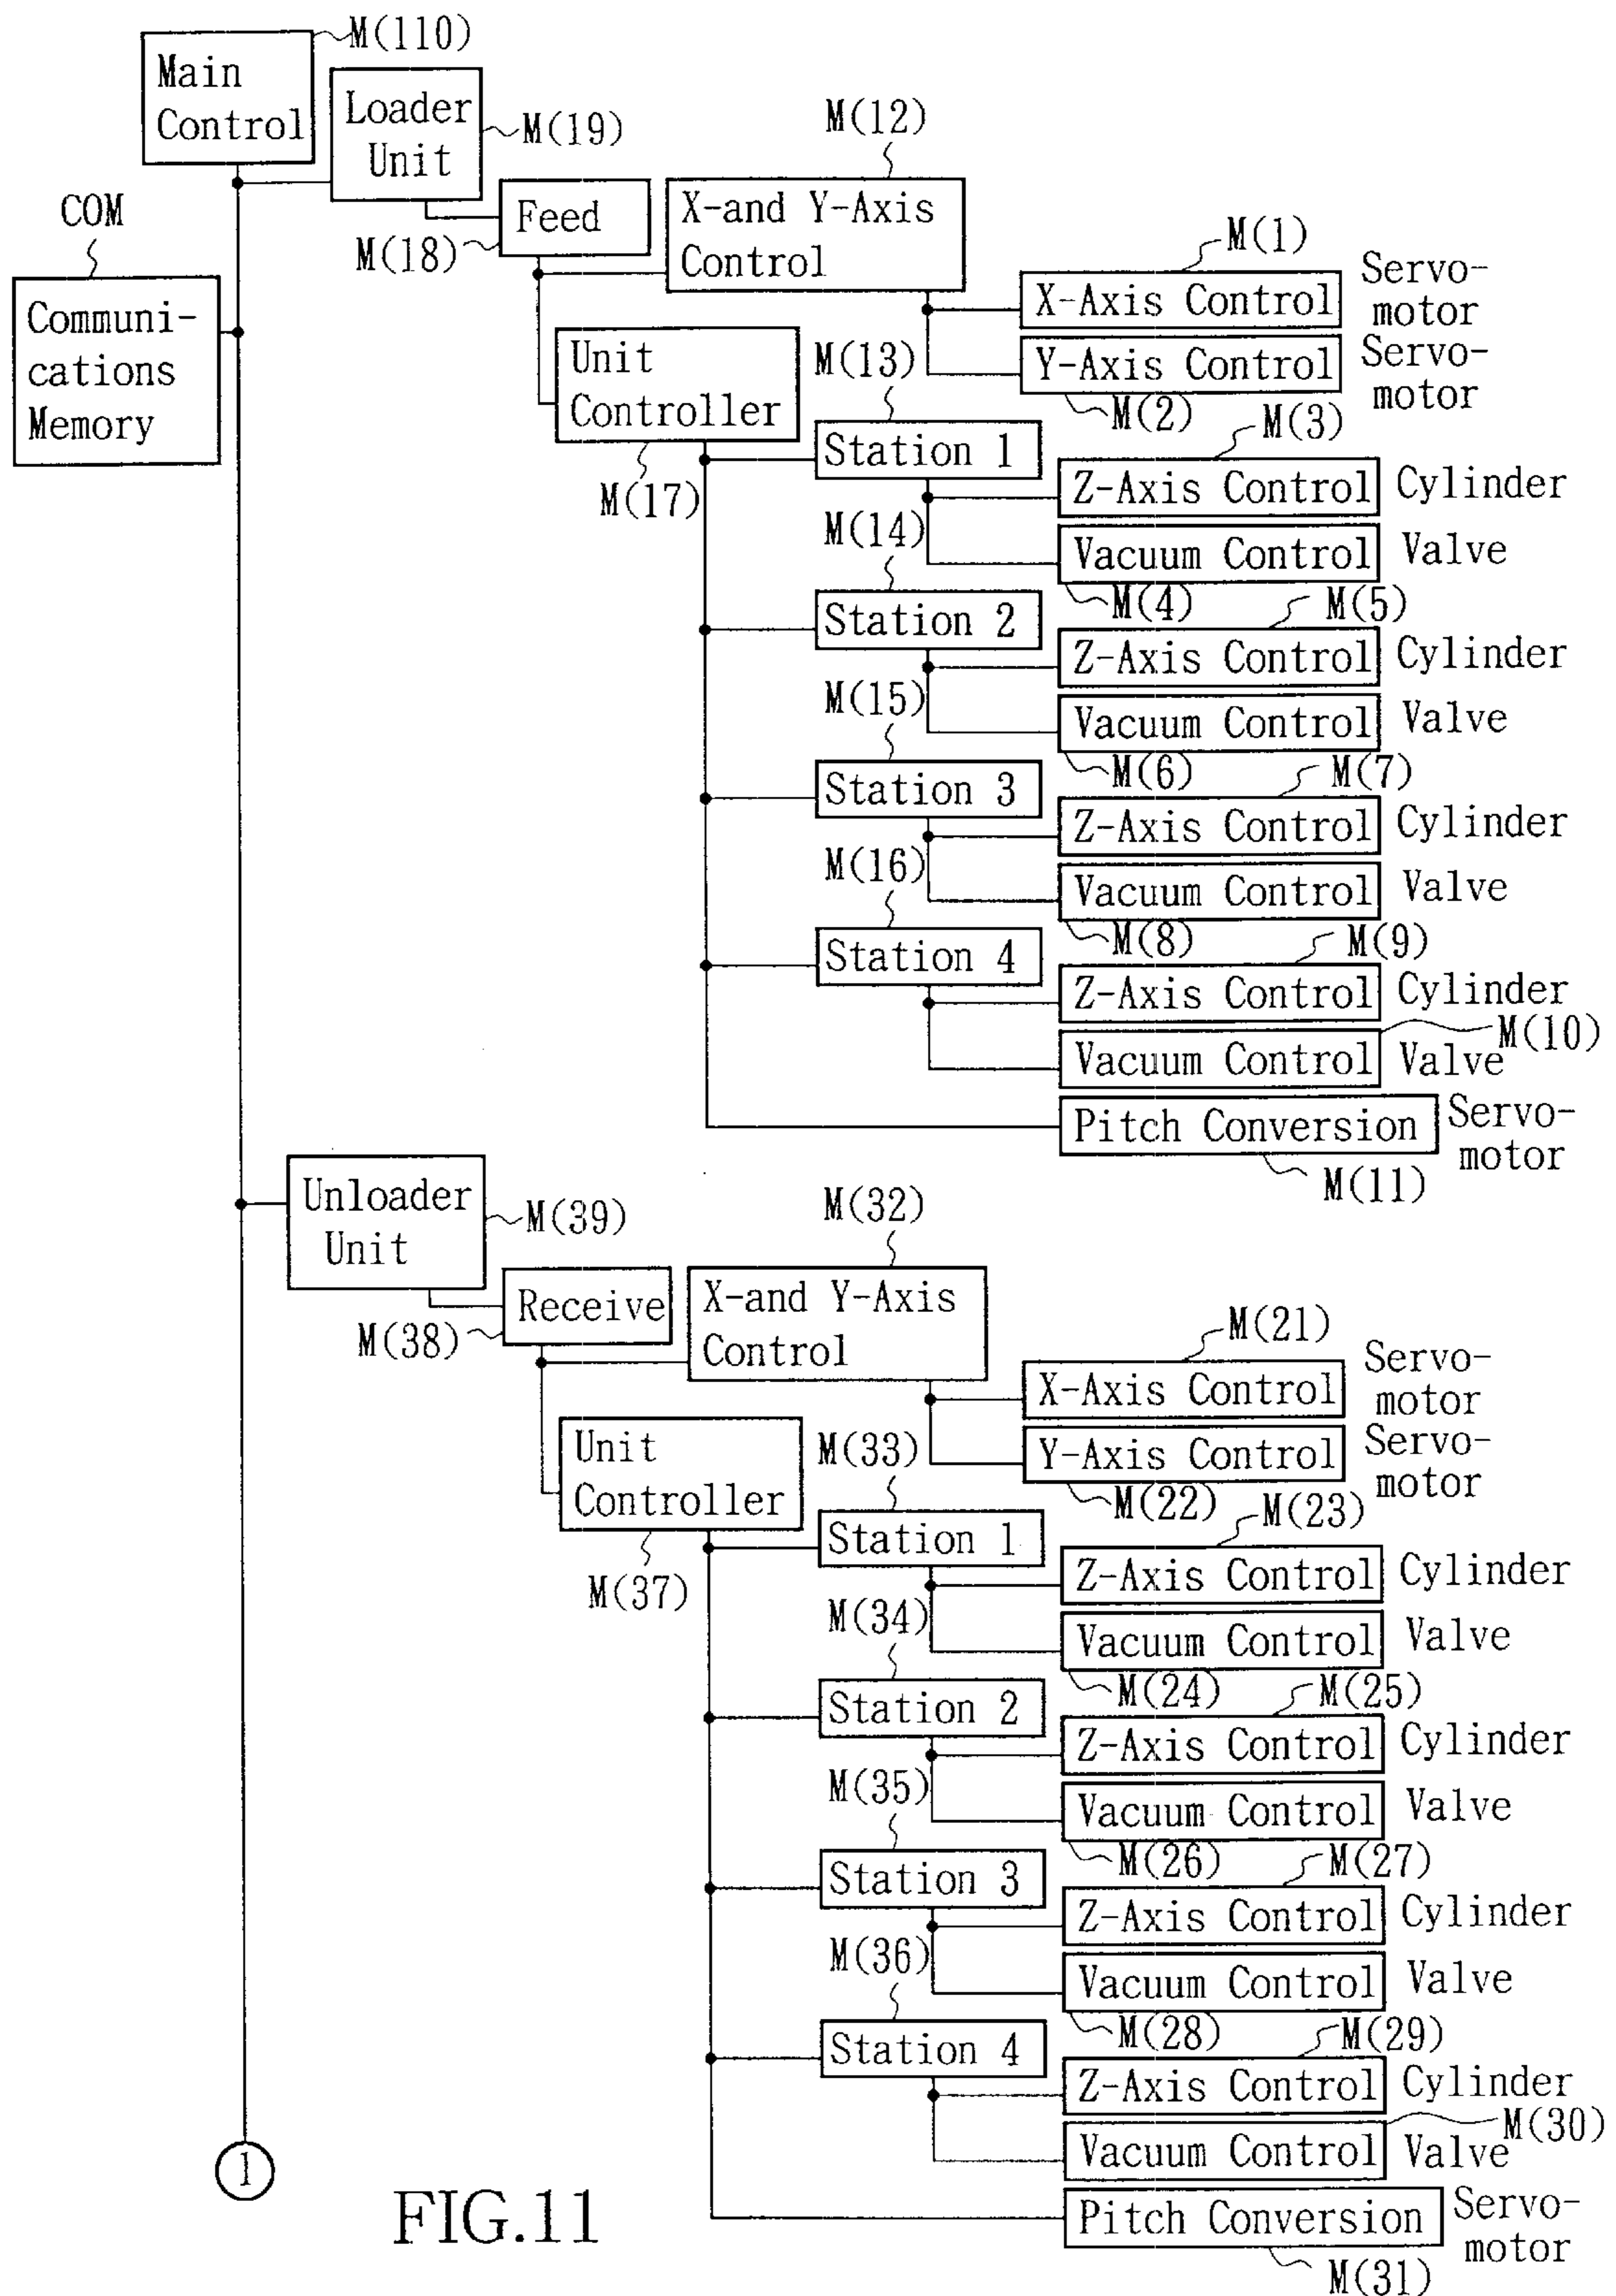 M(110)
Main
Control
Loader
Unit
M(19)
M(12)
COM
Feed
M(18)
X-and Y-Axis
Control
M(1)
Communi-
cations
Memory
X-Axis Control
Servo-
motor
Unit
Controller
M(13)
Y-Axis Control
Servo-
motor
M(2)
M(3)
M(17)
Station 1
Z-Axis Control
Cylinder
M(14)
Vacuum Control
Valve
M(4)
M(5)
Station 2
Z-Axis Control
Cylinder
M(15)
Vacuum Control
Valve
M(6)
M(7)
Station 3
Z-Axis Control
Cylinder
M(16)
Vacuum Control
Valve
M(8)
M(9)
Station 4
Z-Axis Control
Cylinder
M(10)
Vacuum Control
Valve
Pitch Conversion
Servo-
motor
M(11)
Unloader
Unit
M(39)
M(32)
Receive
M(38)
X-and Y-Axis
Control
M(21)
X-Axis Control
Servo-
motor
Unit
Controller
M(33)
Y-Axis Control
Servo-
motor
M(22)
M(23)
M(37)
Station 1
Z-Axis Control
Cylinder
M(34)
Vacuum Control
Valve
M(24)
M(25)
Station 2
Z-Axis Control
Cylinder
M(35)
Vacuum Control
Valve
M(26)
M(27)
Station 3
Z-Axis Control
Cylinder
M(36)
Vacuum Control
Valve
M(28)
M(29)
Station 4
Z-Axis Control
Cylinder
M(30)
Vacuum Control
Valve
Pitch Conversion
Servo-
motor
M(31)
1
FIG.11